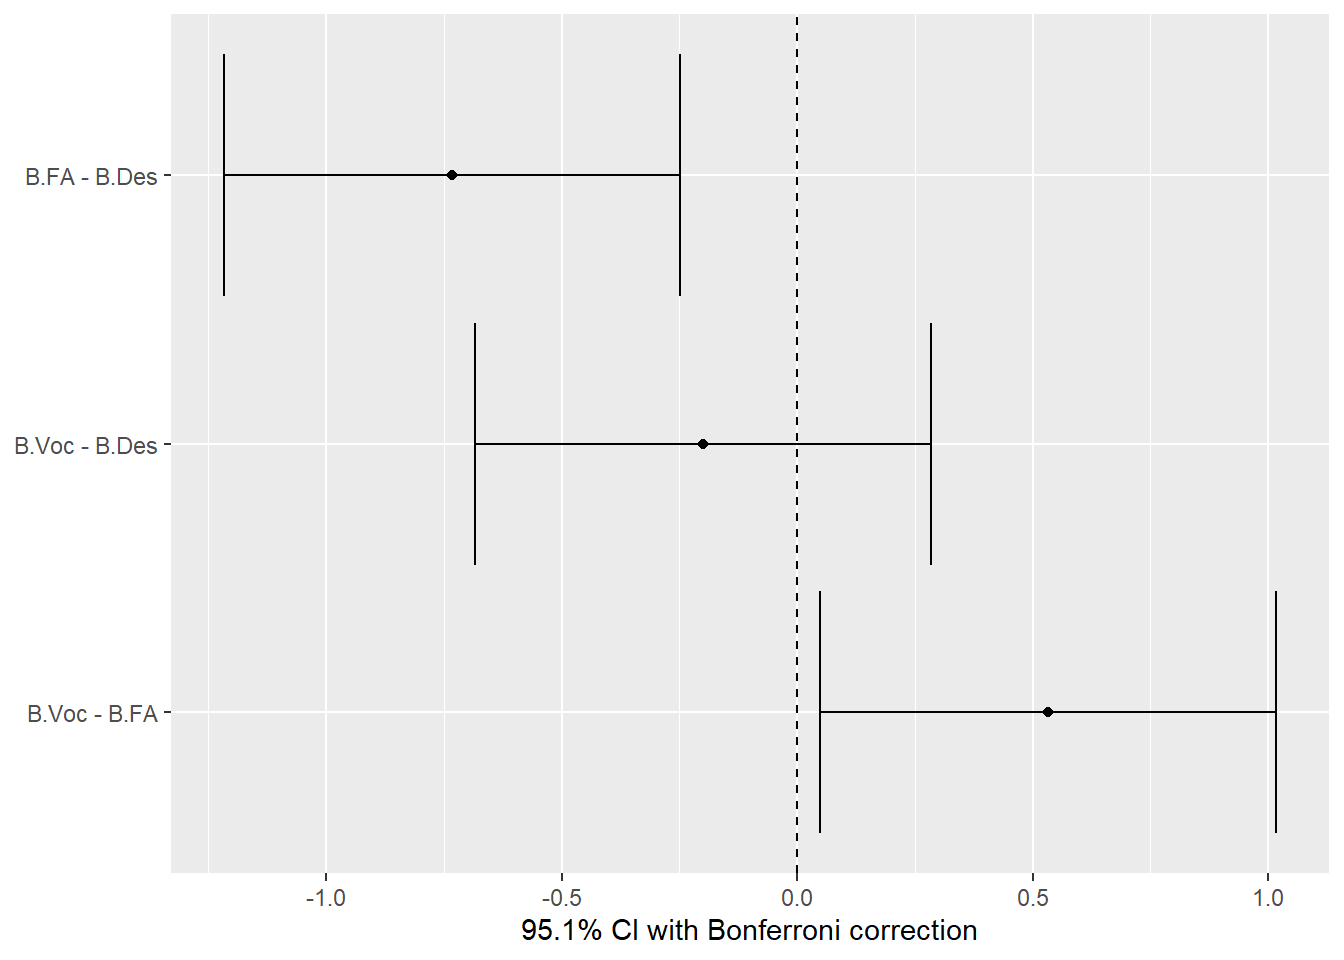 B.FA - B.Des
B.Voc - B.Des
B.Voc - B.FA
-1.0 -0.5 0.0 0.5 1.0
95.1% CI with Bonferroni correction